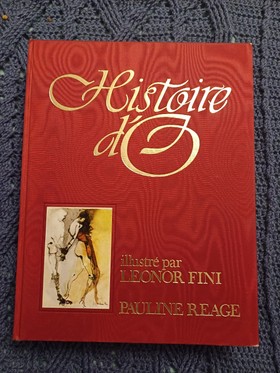 Histoire
d'O
illustré par
LEONOR FINI
PAULINE REAGE